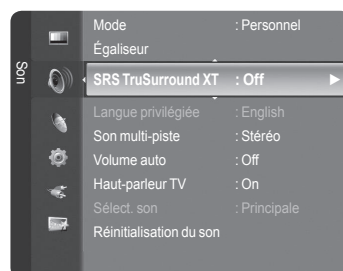 Son
Mode : Personnel
Égaliseur
SRS TruSurround XT : Off
Langue privilégiée : English
Son multi-piste : Stéréo
Volume auto : Off
Haut-parleur TV : On
Sélect. son : Principale
Réinitialisation du son